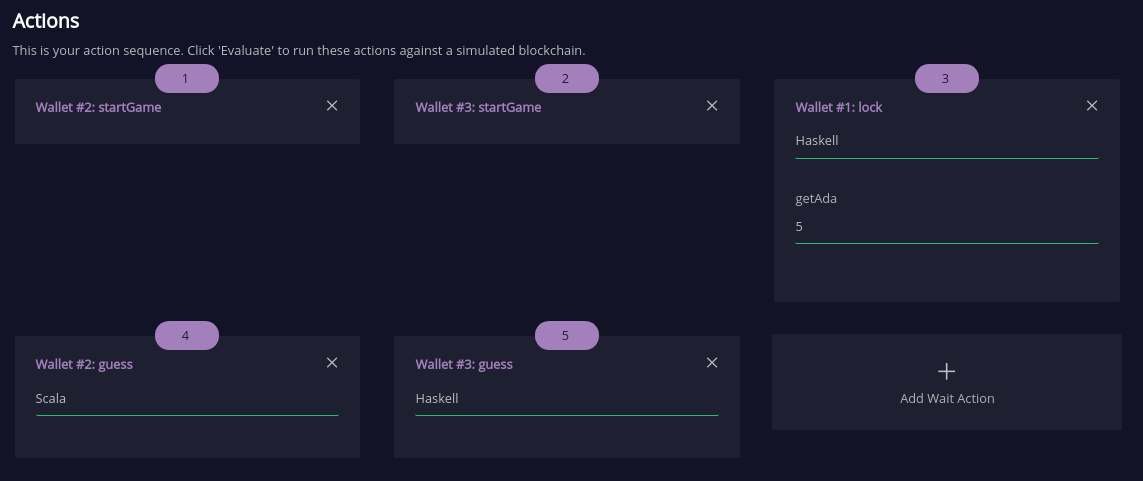 Actions
This is your action sequence. Click 'Evaluate' to run these actions against a simulated blockchain.
1
Wallet #2: startGame
2
Wallet #3: startGame
3
Wallet #1: lock
Haskell
getAda
5
4
Wallet #2: guess
Scala
5
Wallet #3: guess
Haskell
Add Wait Action